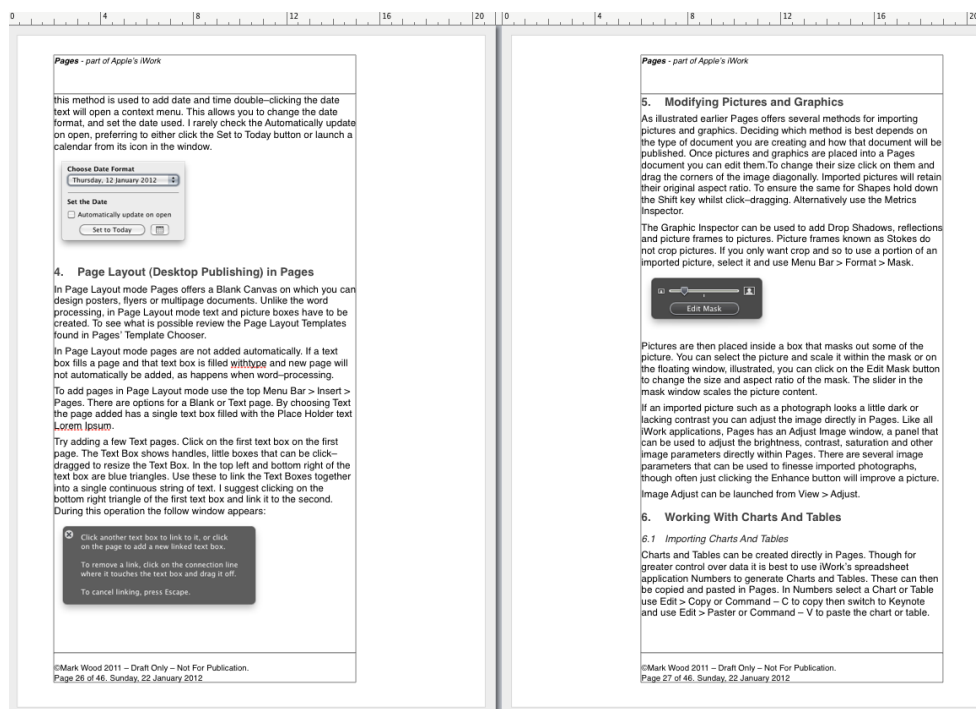 0 4 8 12 16 20 0 4 8 12 16 20
Pages - part of Apple's iWork
this method is used to add date and time double–clicking the date
text will open a context menu. This allows you to change the date
format, and set the date used. I rarely check the Automatically update
on open, preferring to either click the Set to Today button or launch a
calendar from its icon in the window.
Choose Date Format
Thursday, 12 January 2012
Set the Date
Automatically update on open
Set to Today
4. Page Layout (Desktop Publishing) in Pages
In Page Layout mode Pages offers a Blank Canvas on which you can
design posters, flyers or multipage documents. Unlike the word
processing, in Page Layout mode text and picture boxes have to be
created. To see what is possible review the Page Layout Templates
found in Pages' Template Chooser.
In Page Layout mode pages are not added automatically. If a text
box fills a page and that text box is filled withtype and new page will
not automatically be added, as happens when word–processing.
To add pages in Page Layout mode use the top Menu Bar > Insert >
Pages. There are options for a Blank or Text page. By choosing Text
the page added has a single text box filled with the Place Holder text
Lorem Ipsum.
Try adding a few Text pages. Click on the first text box on the first
page. The Text Box shows handles, little boxes that can be click–
dragged to resize the Text Box. In the top left and bottom right of the
text box are blue triangles. Use these to link the Text Boxes together
into a single continuous string of text. I suggest clicking on the
bottom right triangle of the first text box and link it to the second.
During this operation the follow window appears:
Click another text box to link to it, or click
on the page to add a new linked text box.
To remove a link, click on the connection line
where it touches the text box and drag it off.
To cancel linking, press Escape.
©Mark Wood 2011 – Draft Only – Not For Publication.
Page 26 of 46. Sunday, 22 January 2012
Pages - part of Apple's iWork
5. Modifying Pictures and Graphics
As illustrated earlier Pages offers several methods for importing
pictures and graphics. Deciding which method is best depends on
the type of document you are creating and how that document will be
published. Once pictures and graphics are placed into a Pages
document you can edit them.To change their size click on them and
drag the corners of the image diagonally. Imported pictures will retain
their original aspect ratio. To ensure the same for Shapes hold down
the Shift key whilst click–dragging. Alternatively use the Metrics
Inspector.
The Graphic Inspector can be used to add Drop Shadows, reflections
and picture frames to pictures. Picture frames known as Stokes do
not crop pictures. If you only want crop and so to use a portion of an
imported picture, select it and use Menu Bar > Format > Mask.
Edit Mask
Pictures are then placed inside a box that masks out some of the
picture. You can select the picture and scale it within the mask or on
the floating window, illustrated, you can click on the Edit Mask button
to change the size and aspect ratio of the mask. The slider in the
mask window scales the picture content.
If an imported picture such as a photograph looks a little dark or
lacking contrast you can adjust the image directly in Pages. Like all
iWork applications, Pages has an Adjust Image window, a panel that
can be used to adjust the brightness, contrast, saturation and other
image parameters directly within Pages. There are several image
parameters that can be used to finesse imported photographs,
though often just clicking the Enhance button will improve a picture.
Image Adjust can be launched from View > Adjust.
6. Working With Charts And Tables
6.1 Importing Charts And Tables
Charts and Tables can be created directly in Pages. Though for
greater control over data it is best to use iWork's spreadsheet
application Numbers to generate Charts and Tables. These can then
be copied and pasted in Pages. In Numbers select a Chart or Table
use Edit > Copy or Command – C to copy then switch to Keynote
and use Edit > Paster or Command – V to paste the chart or table.
©Mark Wood 2011 – Draft Only – Not For Publication.
Page 27 of 46. Sunday, 22 January 2012